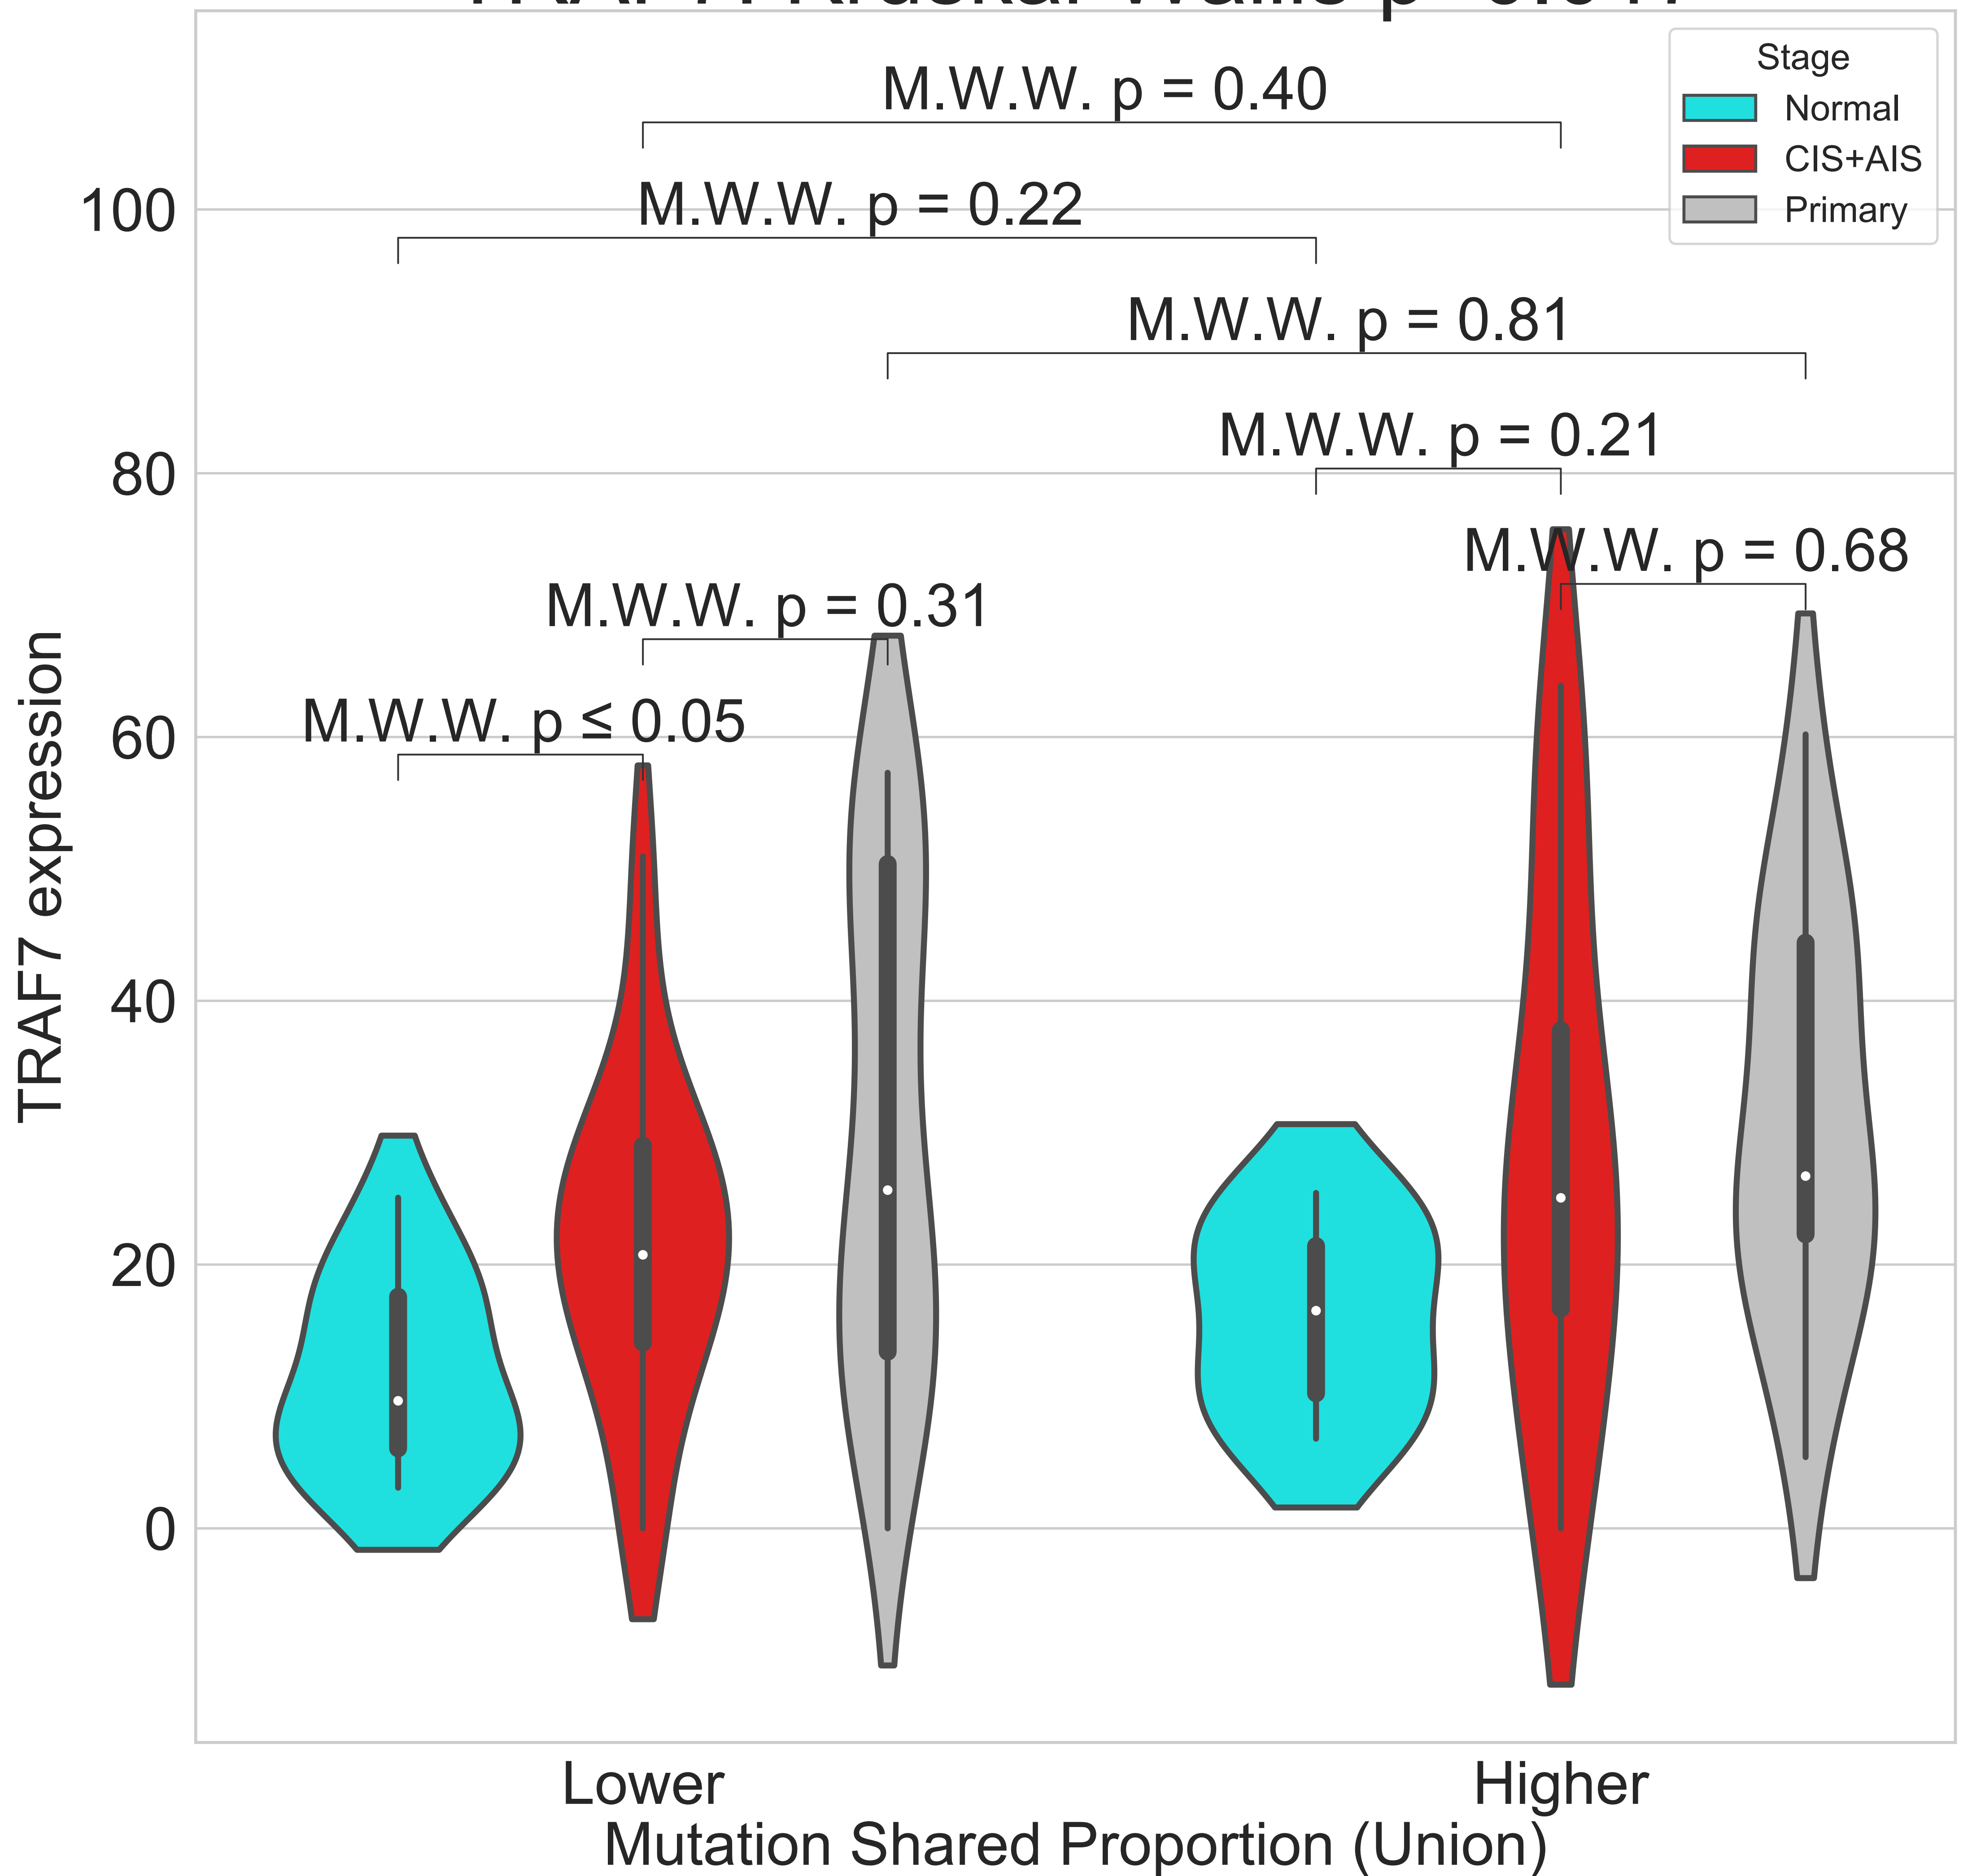 Stage
Normal
CIS+AIS
Primary
M.W.W. p = 0.40
M.W.W. p = 0.22
M.W.W. p = 0.81
M.W.W. p = 0.21
M.W.W. p = 0.68
M.W.W. p = 0.31
M.W.W. p ≤ 0.05
100
80
60
40
20
0
TRAF7 expression
Lower
Higher
Mutation Shared Proportion (Union)